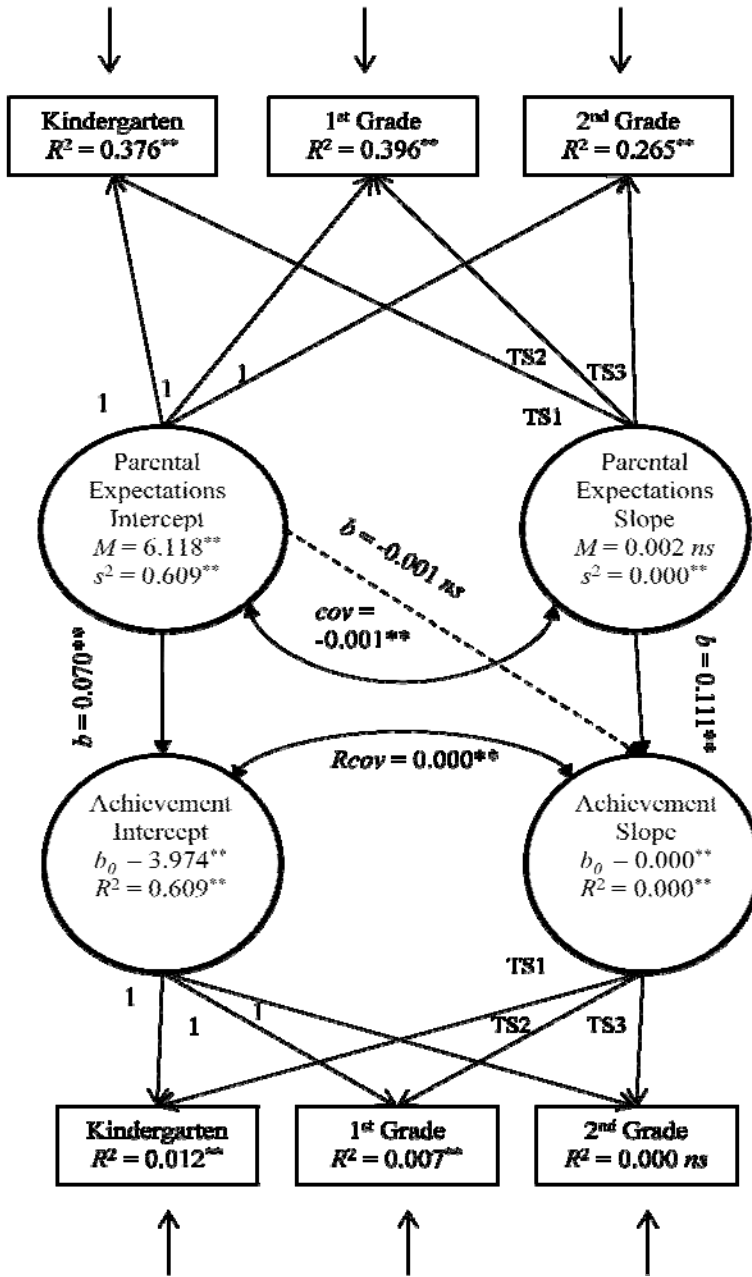 Kindergarten
R² = 0.376**
1st Grade
R² = 0.396**
2nd Grade
R² = 0.265**
1
1
1
TS2
TS3
TS1
Parental
Expectations
Intercept
M = 6.118**
s² = 0.609**
Parental
Expectations
Slope
M = 0.002 ns
s² = 0.000**
b = -0.001 ns
cov =
-0.001**
b = 0.070**
b = 0.111**
Rcov = 0.000**
Achievement
Intercept
b₀ – 3.974**
R² = 0.609**
Achievement
Slope
b₀ – 0.000**
R² = 0.000**
1
1
1
TS1
TS2
TS3
Kindergarten
R² = 0.012**
1st Grade
R² = 0.007**
2nd Grade
R² = 0.000 ns